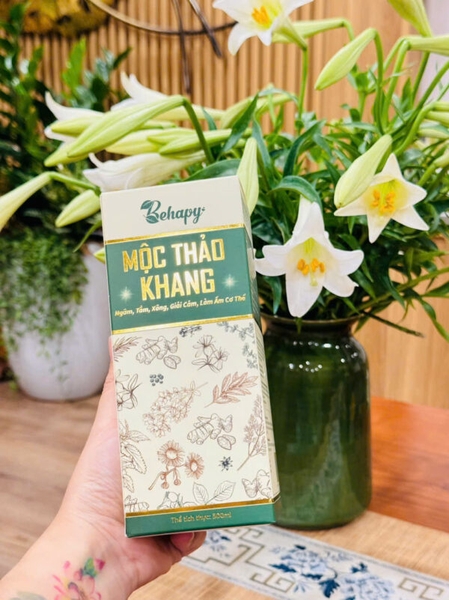 Behapy
MỘC THẢO
KHANG
Ngâm, Tắm, Xông, Giải Cảm, Làm Ấm Cơ Thể
Thể tích thực: 300ml